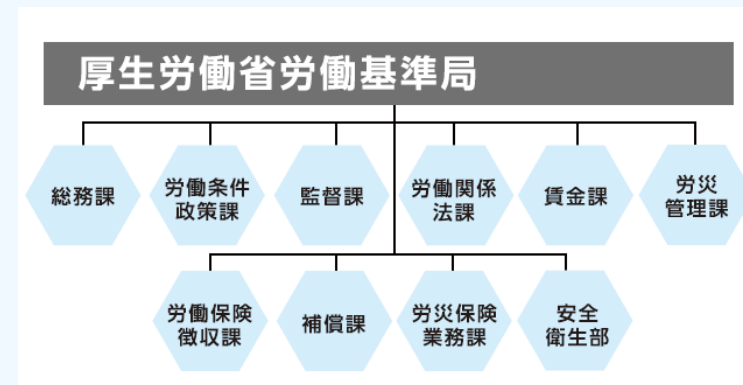 厚生労働省労働基準局
総務課
労働条件
政策課
監督課
労働関係
法課
賃金課
労災
管理課
労働保険
徴収課
補償課
労災保険
業務課
安全
衛生部